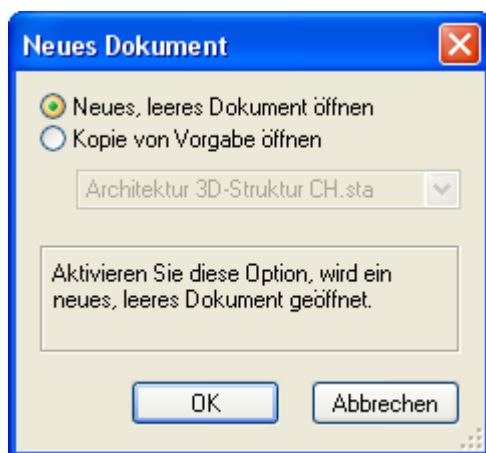 Neues Dokument
Neues, leeres Dokument öffnen
Kopie von Vorgabe öffnen
Architektur 3D-Struktur CH.sta
Aktivieren Sie diese Option, wird ein
neues, leeres Dokument geöffnet.
OK
Abbrechen